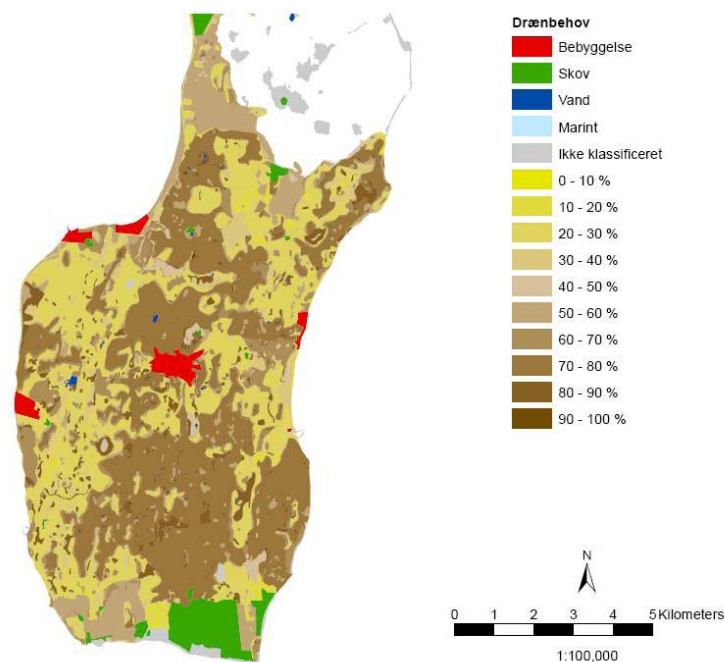 Drænbehov
Bebyggelse
Skov
Vand
Marint
Ikke klassificeret
0 - 10 %
10 - 20 %
20 - 30 %
30 - 40 %
40 - 50 %
50 - 60 %
60 - 70 %
70 - 80 %
80 - 90 %
90 - 100 %
N
0 1 2 3 4 5 Kilometers
1:100,000